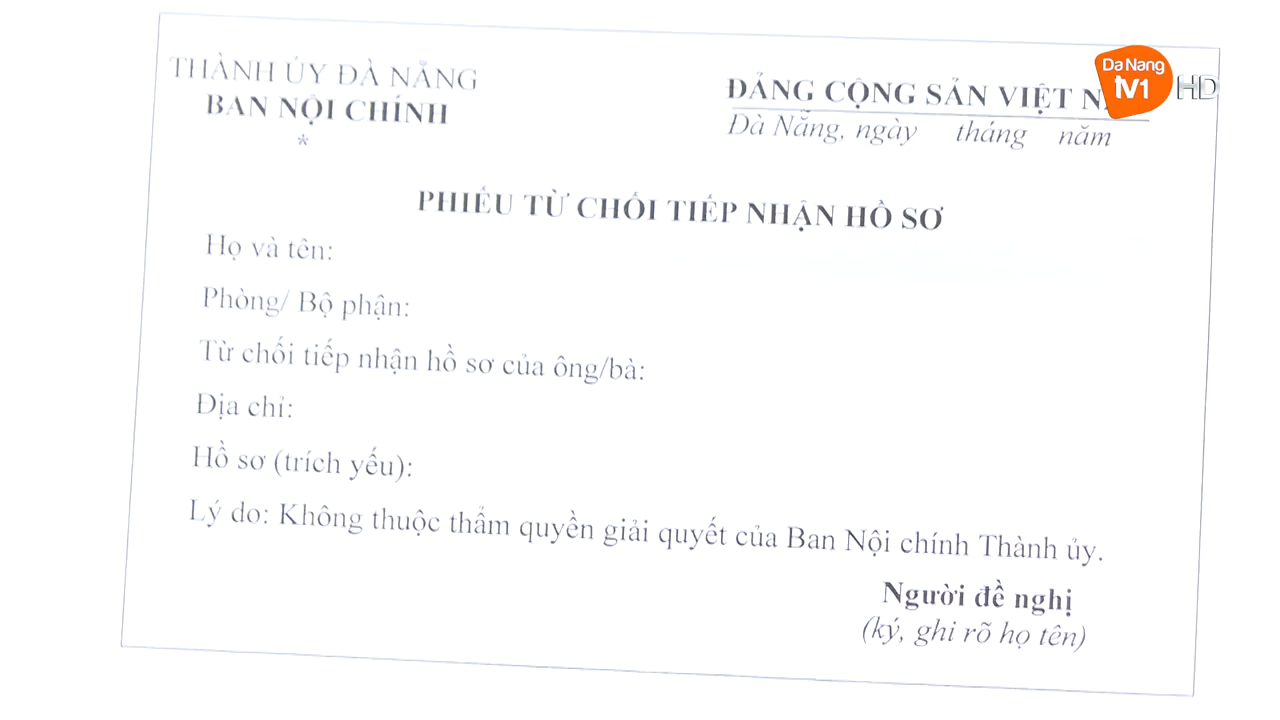 THÀNH ỦY ĐÀ NẴNG
BAN NỘI CHÍNH
*
ĐẢNG CỘNG SẢN VIỆT
Đà Nẵng, ngày tháng năm
Da Nang
TV1 HD
PHIẾU TỪ CHỐI TIẾP NHẬN HỒ SƠ
Họ và tên:
Phòng/ Bộ phận:
Từ chối tiếp nhận hồ sơ của ông/bà:
Địa chỉ:
Hồ sơ (trích yếu):
Lý do: Không thuộc thẩm quyền giải quyết của Ban Nội chính Thành ủy.
Người đề nghị
(ký, ghi rõ họ tên)